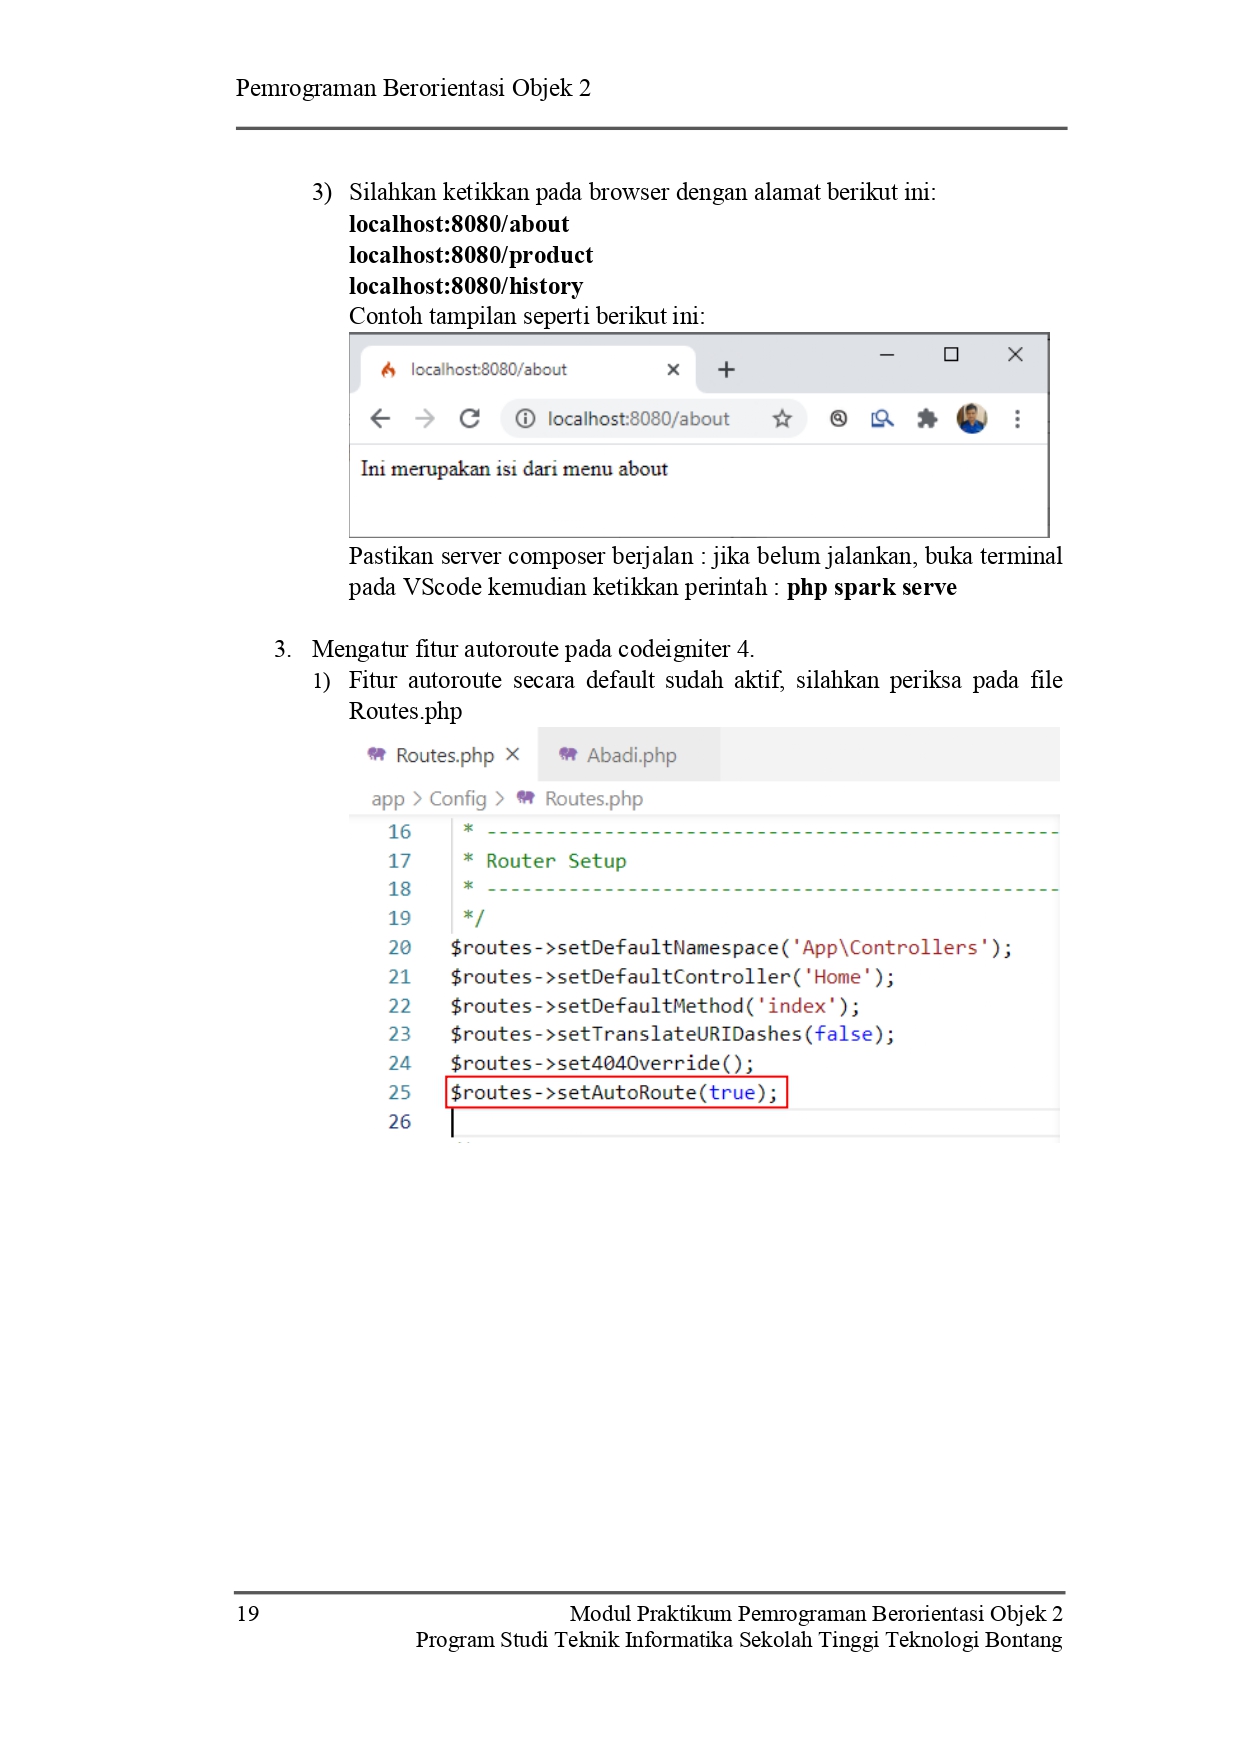 Pemrograman Berorientasi Objek 2
3) Silahkan ketikkan pada browser dengan alamat berikut ini:
localhost:8080/about
localhost:8080/product
localhost:8080/history
Contoh tampilan seperti berikut ini:
localhost:8080/about
localhost:8080/about
Ini merupakan isi dari menu about
Pastikan server composer berjalan : jika belum jalankan, buka terminal
pada VScode kemudian ketikkan perintah : php spark serve
3. Mengatur fitur autoroute pada codeigniter 4.
1) Fitur autoroute secara default sudah aktif, silahkan periksa pada file
Routes.php
Routes.php Abadi.php
app > Config > Routes.php
16 * -------------------------------------------------
17 * Router Setup
18 * -------------------------------------------------
19 */
20 $routes->setDefaultNamespace('App\Controllers');
21 $routes->setDefaultController('Home');
22 $routes->setDefaultMethod('index');
23 $routes->setTranslateURIDashes(false);
24 $routes->set404Override();
25 $routes->setAutoRoute(true);
26
19 Modul Praktikum Pemrograman Berorientasi Objek 2
Program Studi Teknik Informatika Sekolah Tinggi Teknologi Bontang